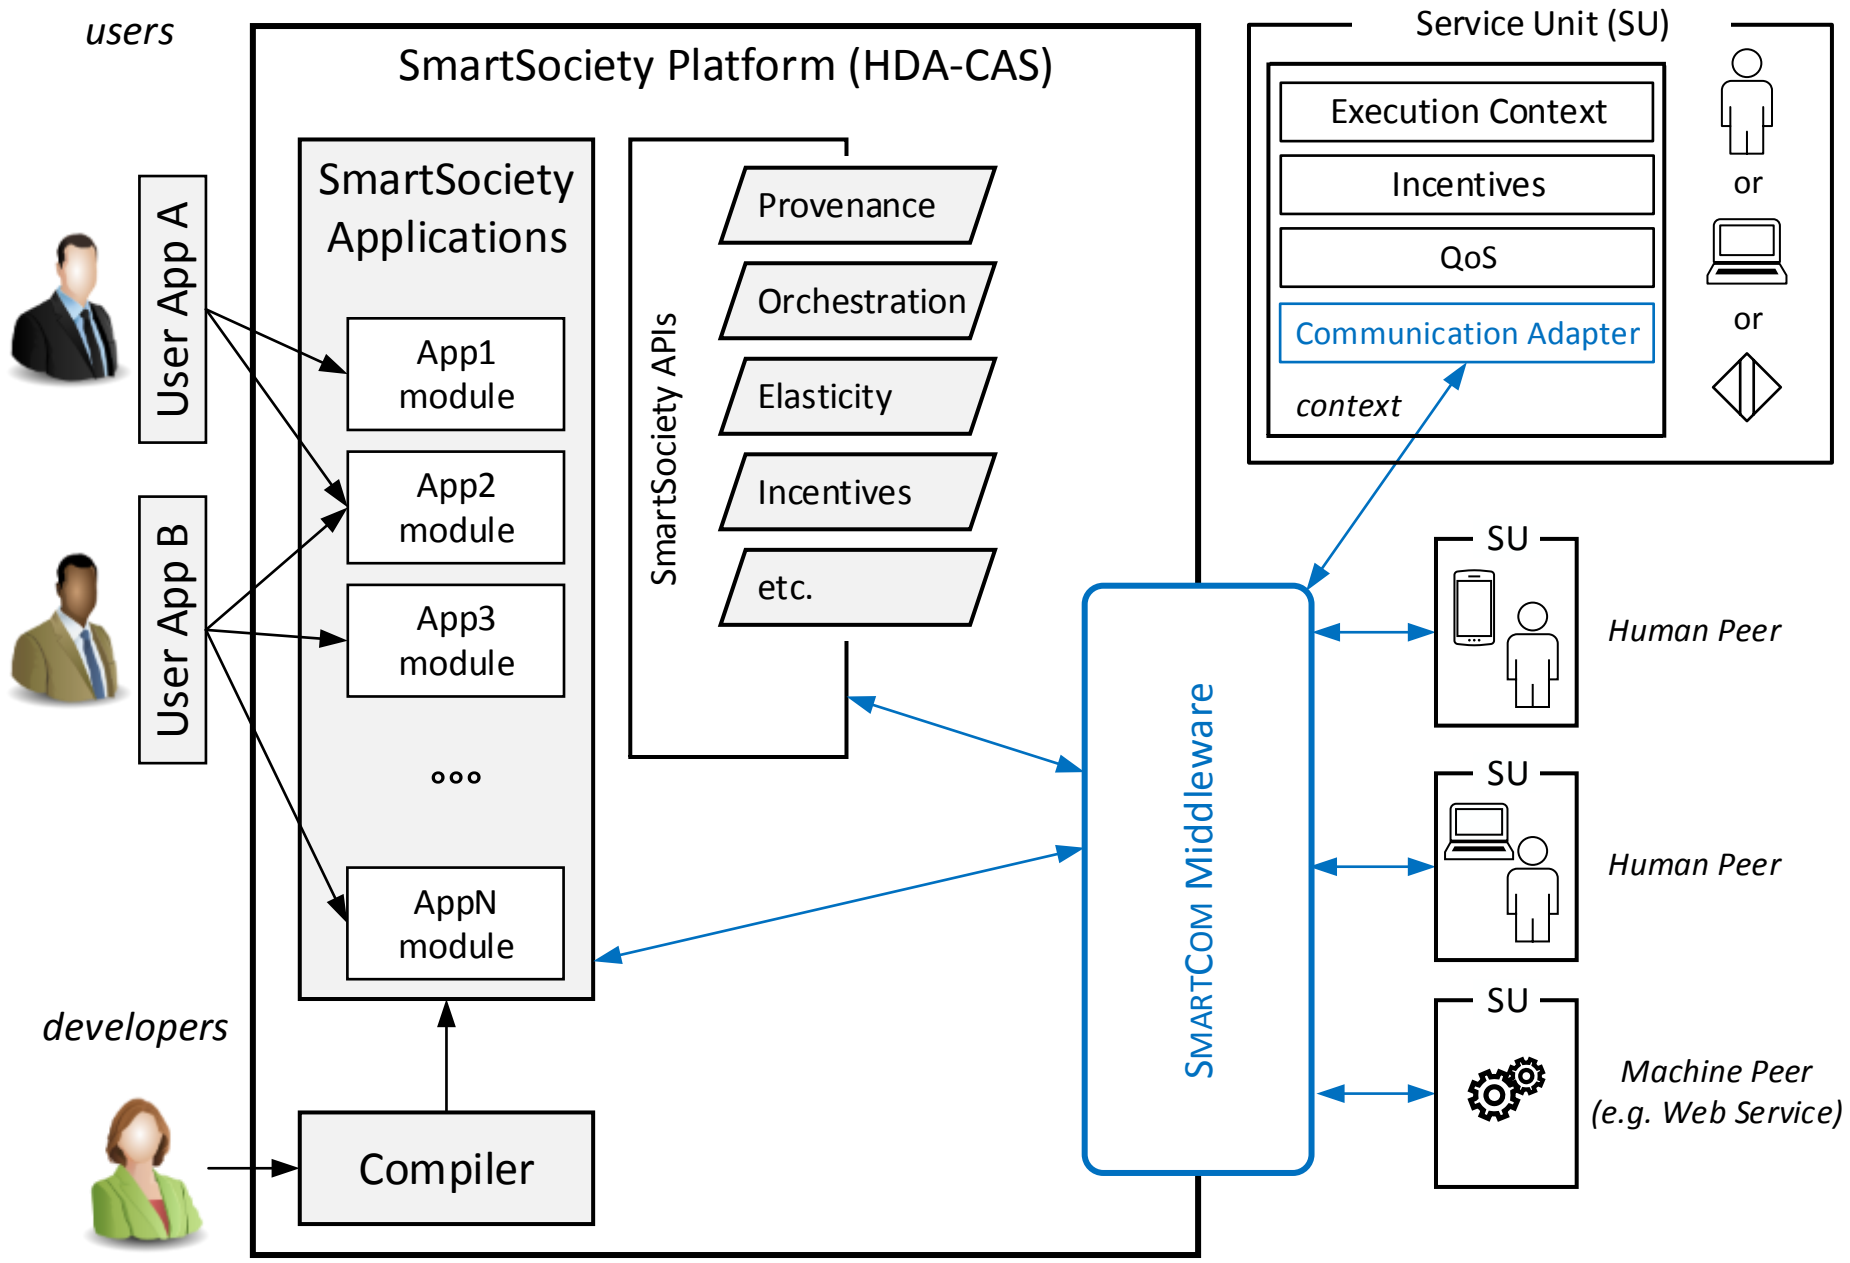 users
SmartSociety Platform (HDA-CAS)
SmartSociety
Applications
User App A
User App B
App1
module
App2
module
App3
module
AppN
module
SmartSociety APIs
Provenance
Orchestration
Elasticity
Incentives
etc.
developers
Compiler
SMARTCOM Middleware
Service Unit (SU)
Execution Context
Incentives
QoS
Communication Adapter
context
or
or
SU
Human Peer
SU
Human Peer
SU
Machine Peer
(e.g. Web Service)